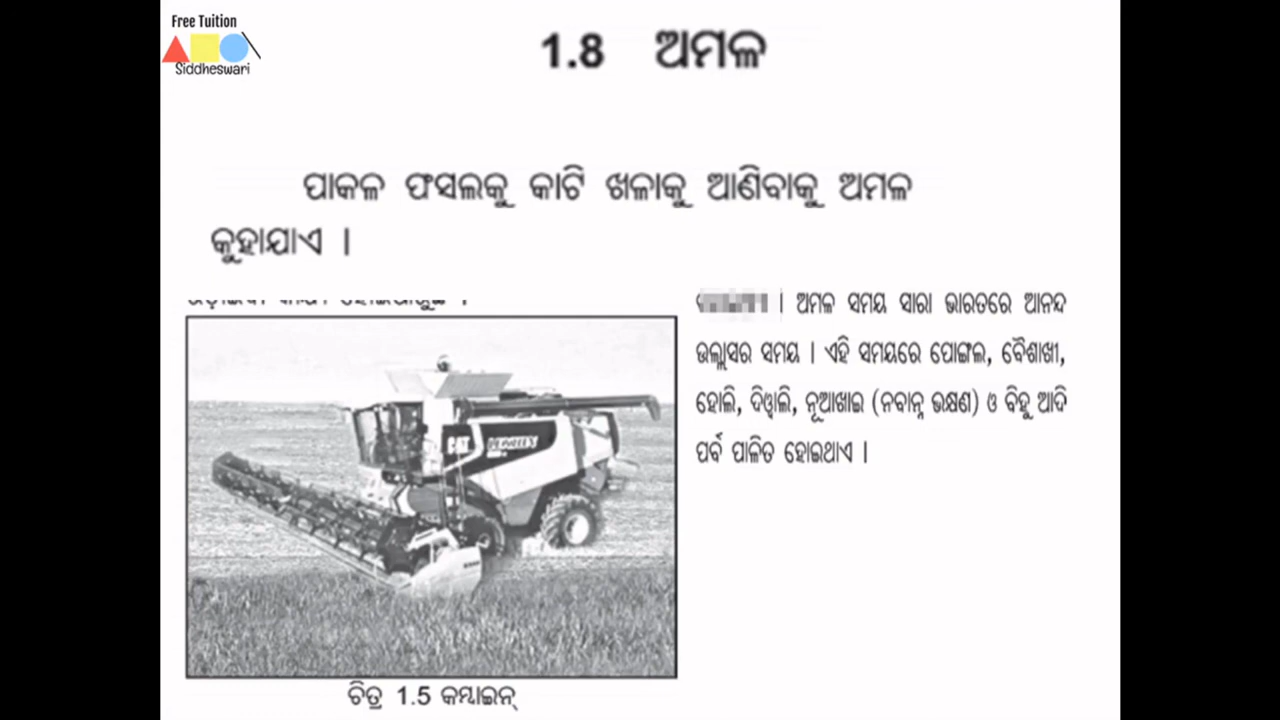 Free Tuition
Siddheswari
1.8 ଅମଳ
ପାକଳ ଫସଲକୁ କାଟି ଖଳାକୁ ଆଣିବାକୁ ଅମଳ
କୁହାଯାଏ ।
। ଅମଳ ସମୟ ସାରା ଭାରତରେ ଆନନ୍ଦ
ଉଲ୍ଲାସର ସମୟ । ଏହି ସମୟରେ ପୋଙ୍ଗଲ, ବୈଶାଖୀ,
ହୋଲି, ଦିୱାଲି, ନୂଆଖାଇ (ନବାନ୍ନ ଭକ୍ଷଣ) ଓ ବିହୁ ଆଦି
ପର୍ବ ପାଳିତ ହୋଇଥାଏ ।
CAT
ଚିତ୍ର 1.5 କମ୍ବାଇନ୍